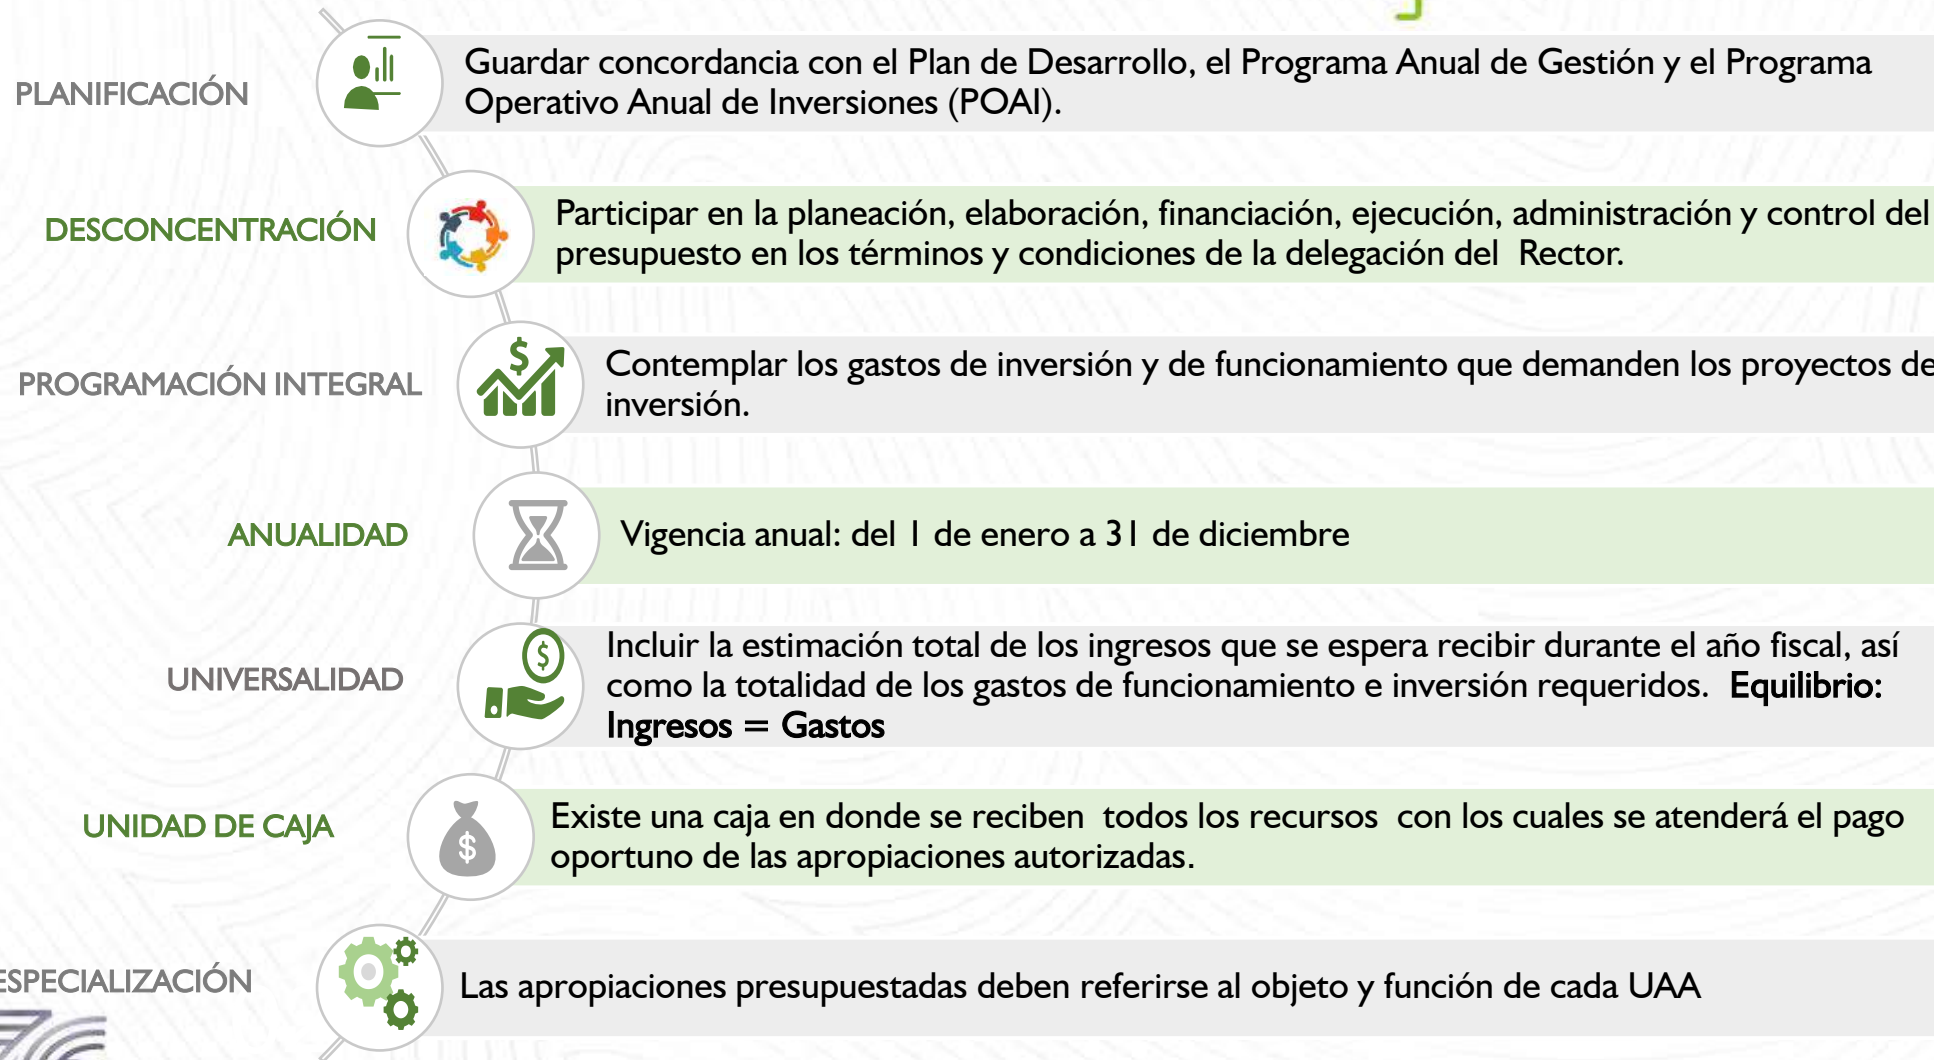 PLANIFICACIÓN
Guardar concordancia con el Plan de Desarrollo, el Programa Anual de Gestión y el Programa
Operativo Anual de Inversiones (POAI).
DESCONCENTRACIÓN
Participar en la planeación, elaboración, financiación, ejecución, administración y control del
presupuesto en los términos y condiciones de la delegación del Rector.
PROGRAMACIÓN INTEGRAL
Contemplar los gastos de inversión y de funcionamiento que demanden los proyectos de
inversión.
ANUALIDAD
Vigencia anual: del 1 de enero a 31 de diciembre
UNIVERSALIDAD
Incluir la estimación total de los ingresos que se espera recibir durante el año fiscal, así
como la totalidad de los gastos de funcionamiento e inversión requeridos. Equilibrio:
Ingresos = Gastos
UNIDAD DE CAJA
Existe una caja en donde se reciben todos los recursos con los cuales se atenderá el pago
oportuno de las apropiaciones autorizadas.
ESPECIALIZACIÓN
Las apropiaciones presupuestadas deben referirse al objeto y función de cada UAA